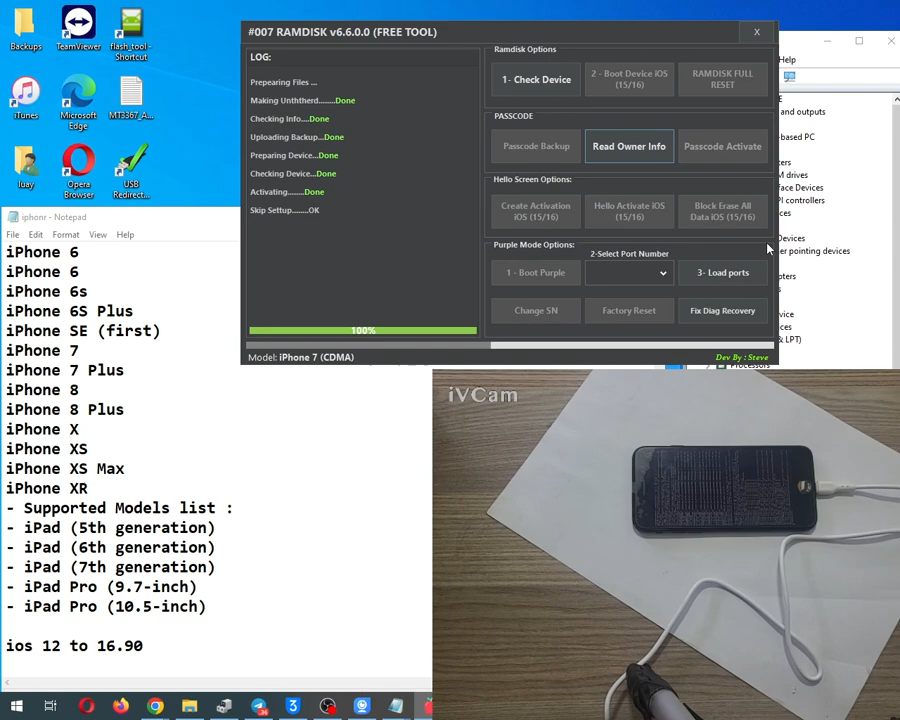 Backups
TeamViewer
flash_tool - Shortcut
iTunes
Microsoft Edge
MT3367_A...
luay
Opera Browser
USB Redirect...
#007 RAMDISK v6.6.0.0 (FREE TOOL)
X
LOG:
Prepearing Files ...
Making Unththerd.....Done
Checking Info....Done
Uploading Backup...Done
Preparing Device...Done
Checking Device...Done
Activating........Done
Skip Setup.......OK
100%
Model: iPhone 7 (CDMA)
Ramdisk Options
1- Check Device
2 - Boot Device iOS (15/16)
RAMDISK FULL RESET
PASSCODE
Passcode Backup
Read Owner Info
Passcode Activate
Hello Screen Options:
Create Activation iOS (15/16)
Hello Activate iOS (15/16)
Block Erase All Data iOS (15/16)
Purple Mode Options:
2-Select Port Number
1 - Boot Purple
3- Load ports
Change SN
Factory Reset
Fix Diag Recovery
Dev By : Steve
Help
and outputs
-based PC
M drives
face Devices
I controllers
Devices
er pointing devices
& LPT)
Processors
iphonr - Notepad
File Edit Format View Help
iPhone 6
iPhone 6
iPhone 6s
iPhone 6S Plus
iPhone SE (first)
iPhone 7
iPhone 7 Plus
iPhone 8
iPhone 8 Plus
iPhone X
iPhone XS
iPhone XS Max
iPhone XR
- Supported Models list :
- iPad (5th generation)
- iPad (6th generation)
- iPad (7th generation)
- iPad Pro (9.7-inch)
- iPad Pro (10.5-inch)
ios 12 to 16.90
iVCam